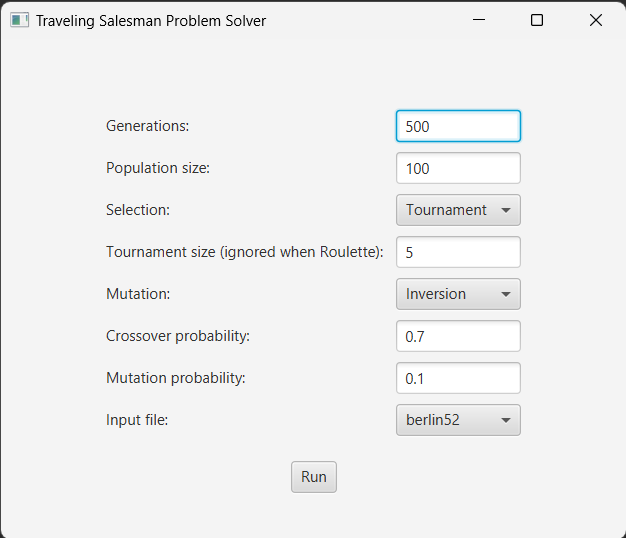 Traveling Salesman Problem Solver
Generations: 500
Population size: 100
Selection: Tournament
Tournament size (ignored when Roulette): 5
Mutation: Inversion
Crossover probability: 0.7
Mutation probability: 0.1
Input file: berlin52
Run